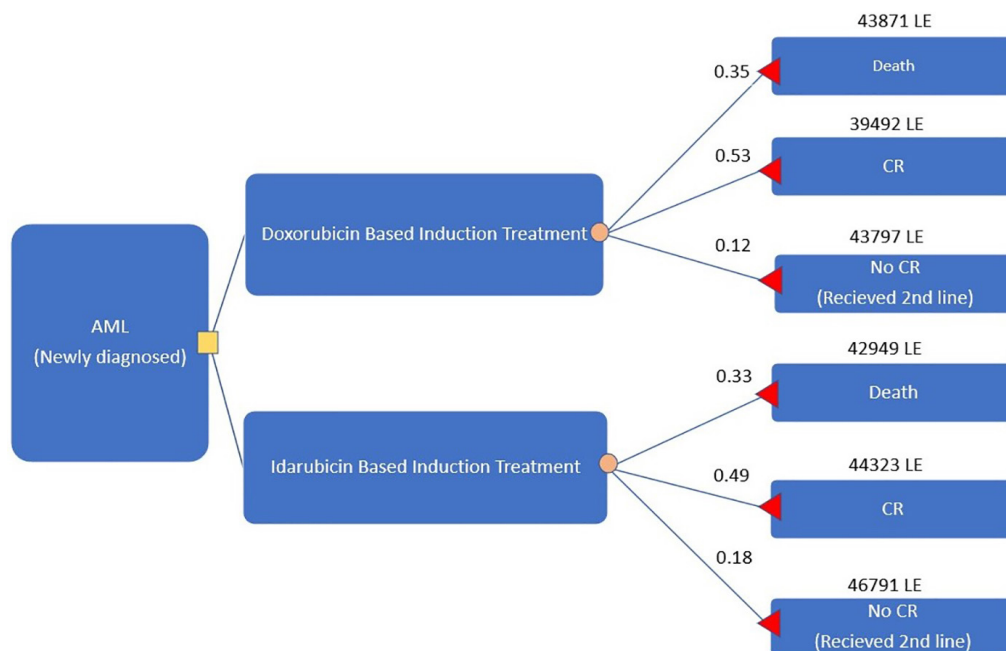 AML
(Newly diagnosed)
Doxorubicin Based Induction Treatment
0.35
43871 LE
Death
0.53
39492 LE
CR
0.12
43797 LE
No CR
(Recieved 2nd line)
Idarubicin Based Induction Treatment
0.33
42949 LE
Death
0.49
44323 LE
CR
0.18
46791 LE
No CR
(Recieved 2nd line)